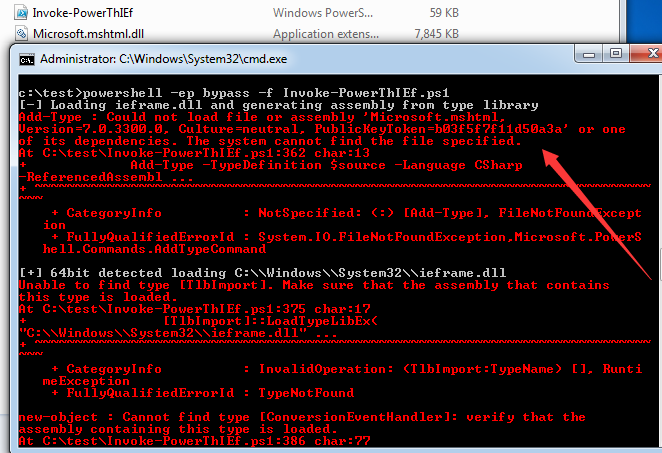 Invoke-PowerThIEf Windows PowerS... 59 KB
Microsoft.mshtml.dll Application extens... 7,845 KB
Administrator: C:\Windows\System32\cmd.exe
c:\test>powershell -ep bypass -f Invoke-PowerThIEf.ps1
[-] Loading ieframe.dll and generating assembly from type library
Add-Type : Could not load file or assembly 'Microsoft.mshtml,
Version=7.0.3300.0, Culture=neutral, PublicKeyToken=b03f5f7f11d50a3a' or one
of its dependencies. The system cannot find the file specified.
At C:\test\Invoke-PowerThIEf.ps1:362 char:13
+ Add-Type -TypeDefinition $source -Language CSharp
-ReferencedAssembl ...
+ ~~~~~~~~~~~~~~~~~~~~~~~~~~~~~~~~~~~~~~~~~~~~~~~~~~~~~~~~~~~~~~~~~~~~~~~~~
~~~
+ CategoryInfo : NotSpecified: (:) [Add-Type], FileNotFoundExcept
ion
+ FullyQualifiedErrorId : System.IO.FileNotFoundException,Microsoft.PowerS
hell.Commands.AddTypeCommand
[+] 64bit detected loading C:\\Windows\\System32\\ieframe.dll
Unable to find type [TlbImport]. Make sure that the assembly that contains
this type is loaded.
At C:\test\Invoke-PowerThIEf.ps1:375 char:17
+ [TlbImport]::LoadTypeLibEx(
"C:\\Windows\\System32\\ieframe.dll" ...
+ ~~~~~~~~~~~~~~~~~~~~~~~~~~~~~~~~~~~~~~~~~~~~~~~~~~~~~~~~~~~~~~~~~~~~~~~~~
~~~
+ CategoryInfo : InvalidOperation: (TlbImport:TypeName) [], Runti
meException
+ FullyQualifiedErrorId : TypeNotFound
new-object : Cannot find type [ConversionEventHandler]: verify that the
assembly containing this type is loaded.
At C:\test\Invoke-PowerThIEf.ps1:386 char:77